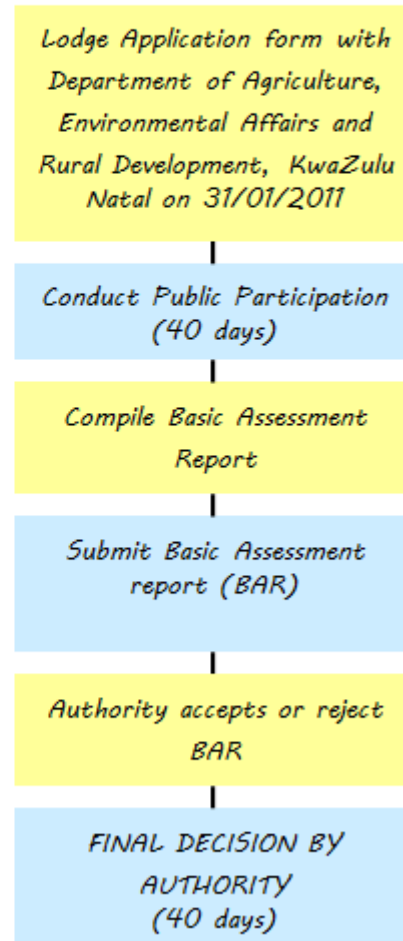 Lodge Application form with
Department of Agriculture,
Environmental Affairs and
Rural Development, KwaZulu
Natal on 31/01/2011
Conduct Public Participation
(40 days)
Compile Basic Assessment
Report
Submit Basic Assessment
report (BAR)
Authority accepts or reject
BAR
FINAL DECISION BY
AUTHORITY
(40 days)